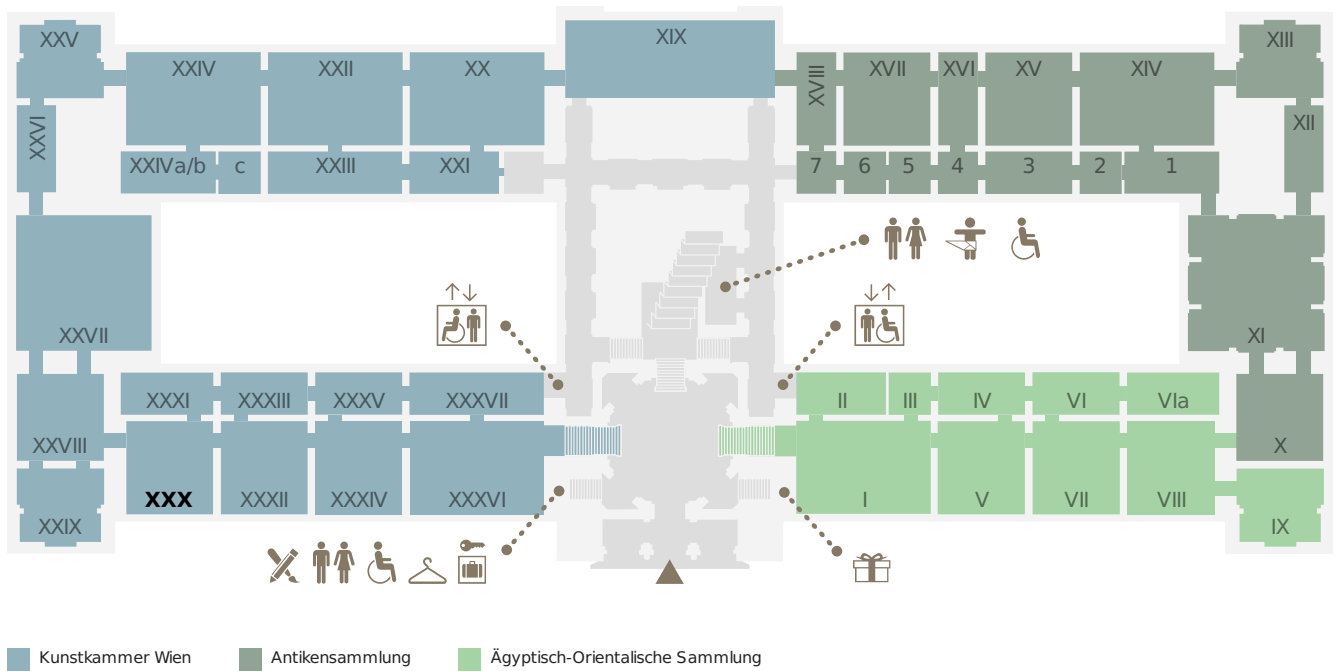 XXV
XIX
XIII
XXIV
XXII
XX
XVIII
XVII
XVI
XV
XIV
XXVI
XII
XXIVa/b
c
XXIII
XXI
7
6
5
4
3
2
1
XXVII
XI
XXXI
XXXIII
XXXV
XXXVII
II
III
IV
VI
VIa
XXVIII
X
XXX
XXXII
XXXIV
XXXVI
I
V
VII
VIII
XXIX
IX
Kunstkammer Wien
Antikensammlung
Ägyptisch-Orientalische Sammlung